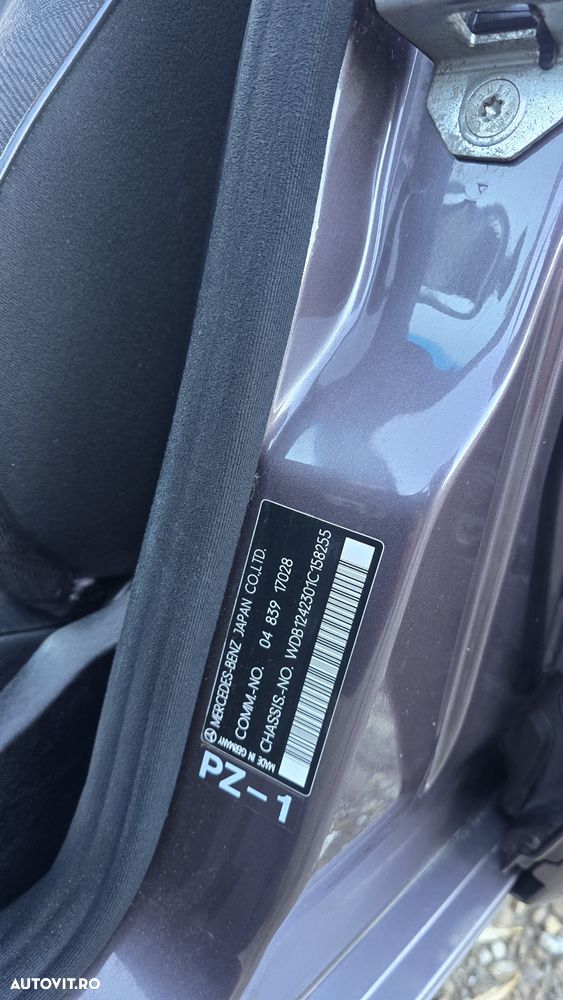 MERCEDES-BENZ JAPAN CO.,LTD.
COMM.-NO. 04 839 17028
CHASSIS.-NO. WDB1242301C158255
MADE IN GERMANY
PZ-1
AUTOVIT.RO